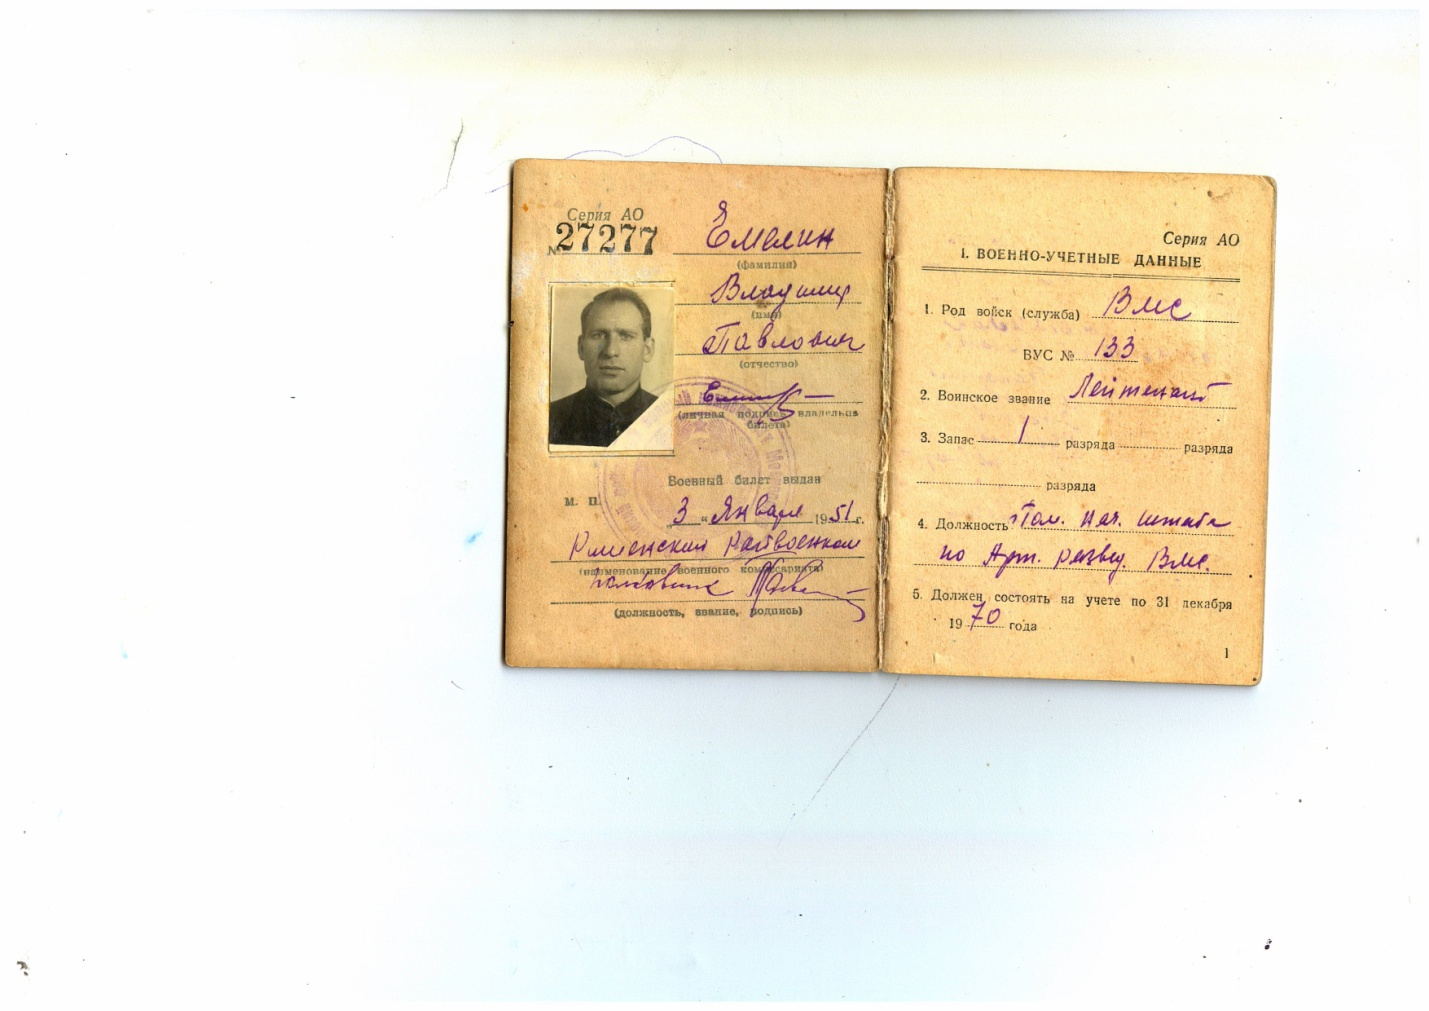 Серия АО
№ 27277
Емелин
(фамилия)
Владимир
(имя)
Павлович
(отчество)
(личная подпись владельца
билета)
Военный билет выдан
М. П.
„3 “ Января 1951 г.
Райвоенком
(наименование военного комиссариата)
(должность, звание, подпись)
Серия АО
I. ВОЕННО-УЧЕТНЫЕ ДАННЫЕ
1. Род войск (служба) ВМС
ВУС № 133
2. Воинское звание Лейтенант
3. Запас 1 разряда разряда
разряда
4. Должность Пом. нач. штаба
по Арт. развед. ВМС.
5. Должен состоять на учете по 31 декабря
1970 года
1